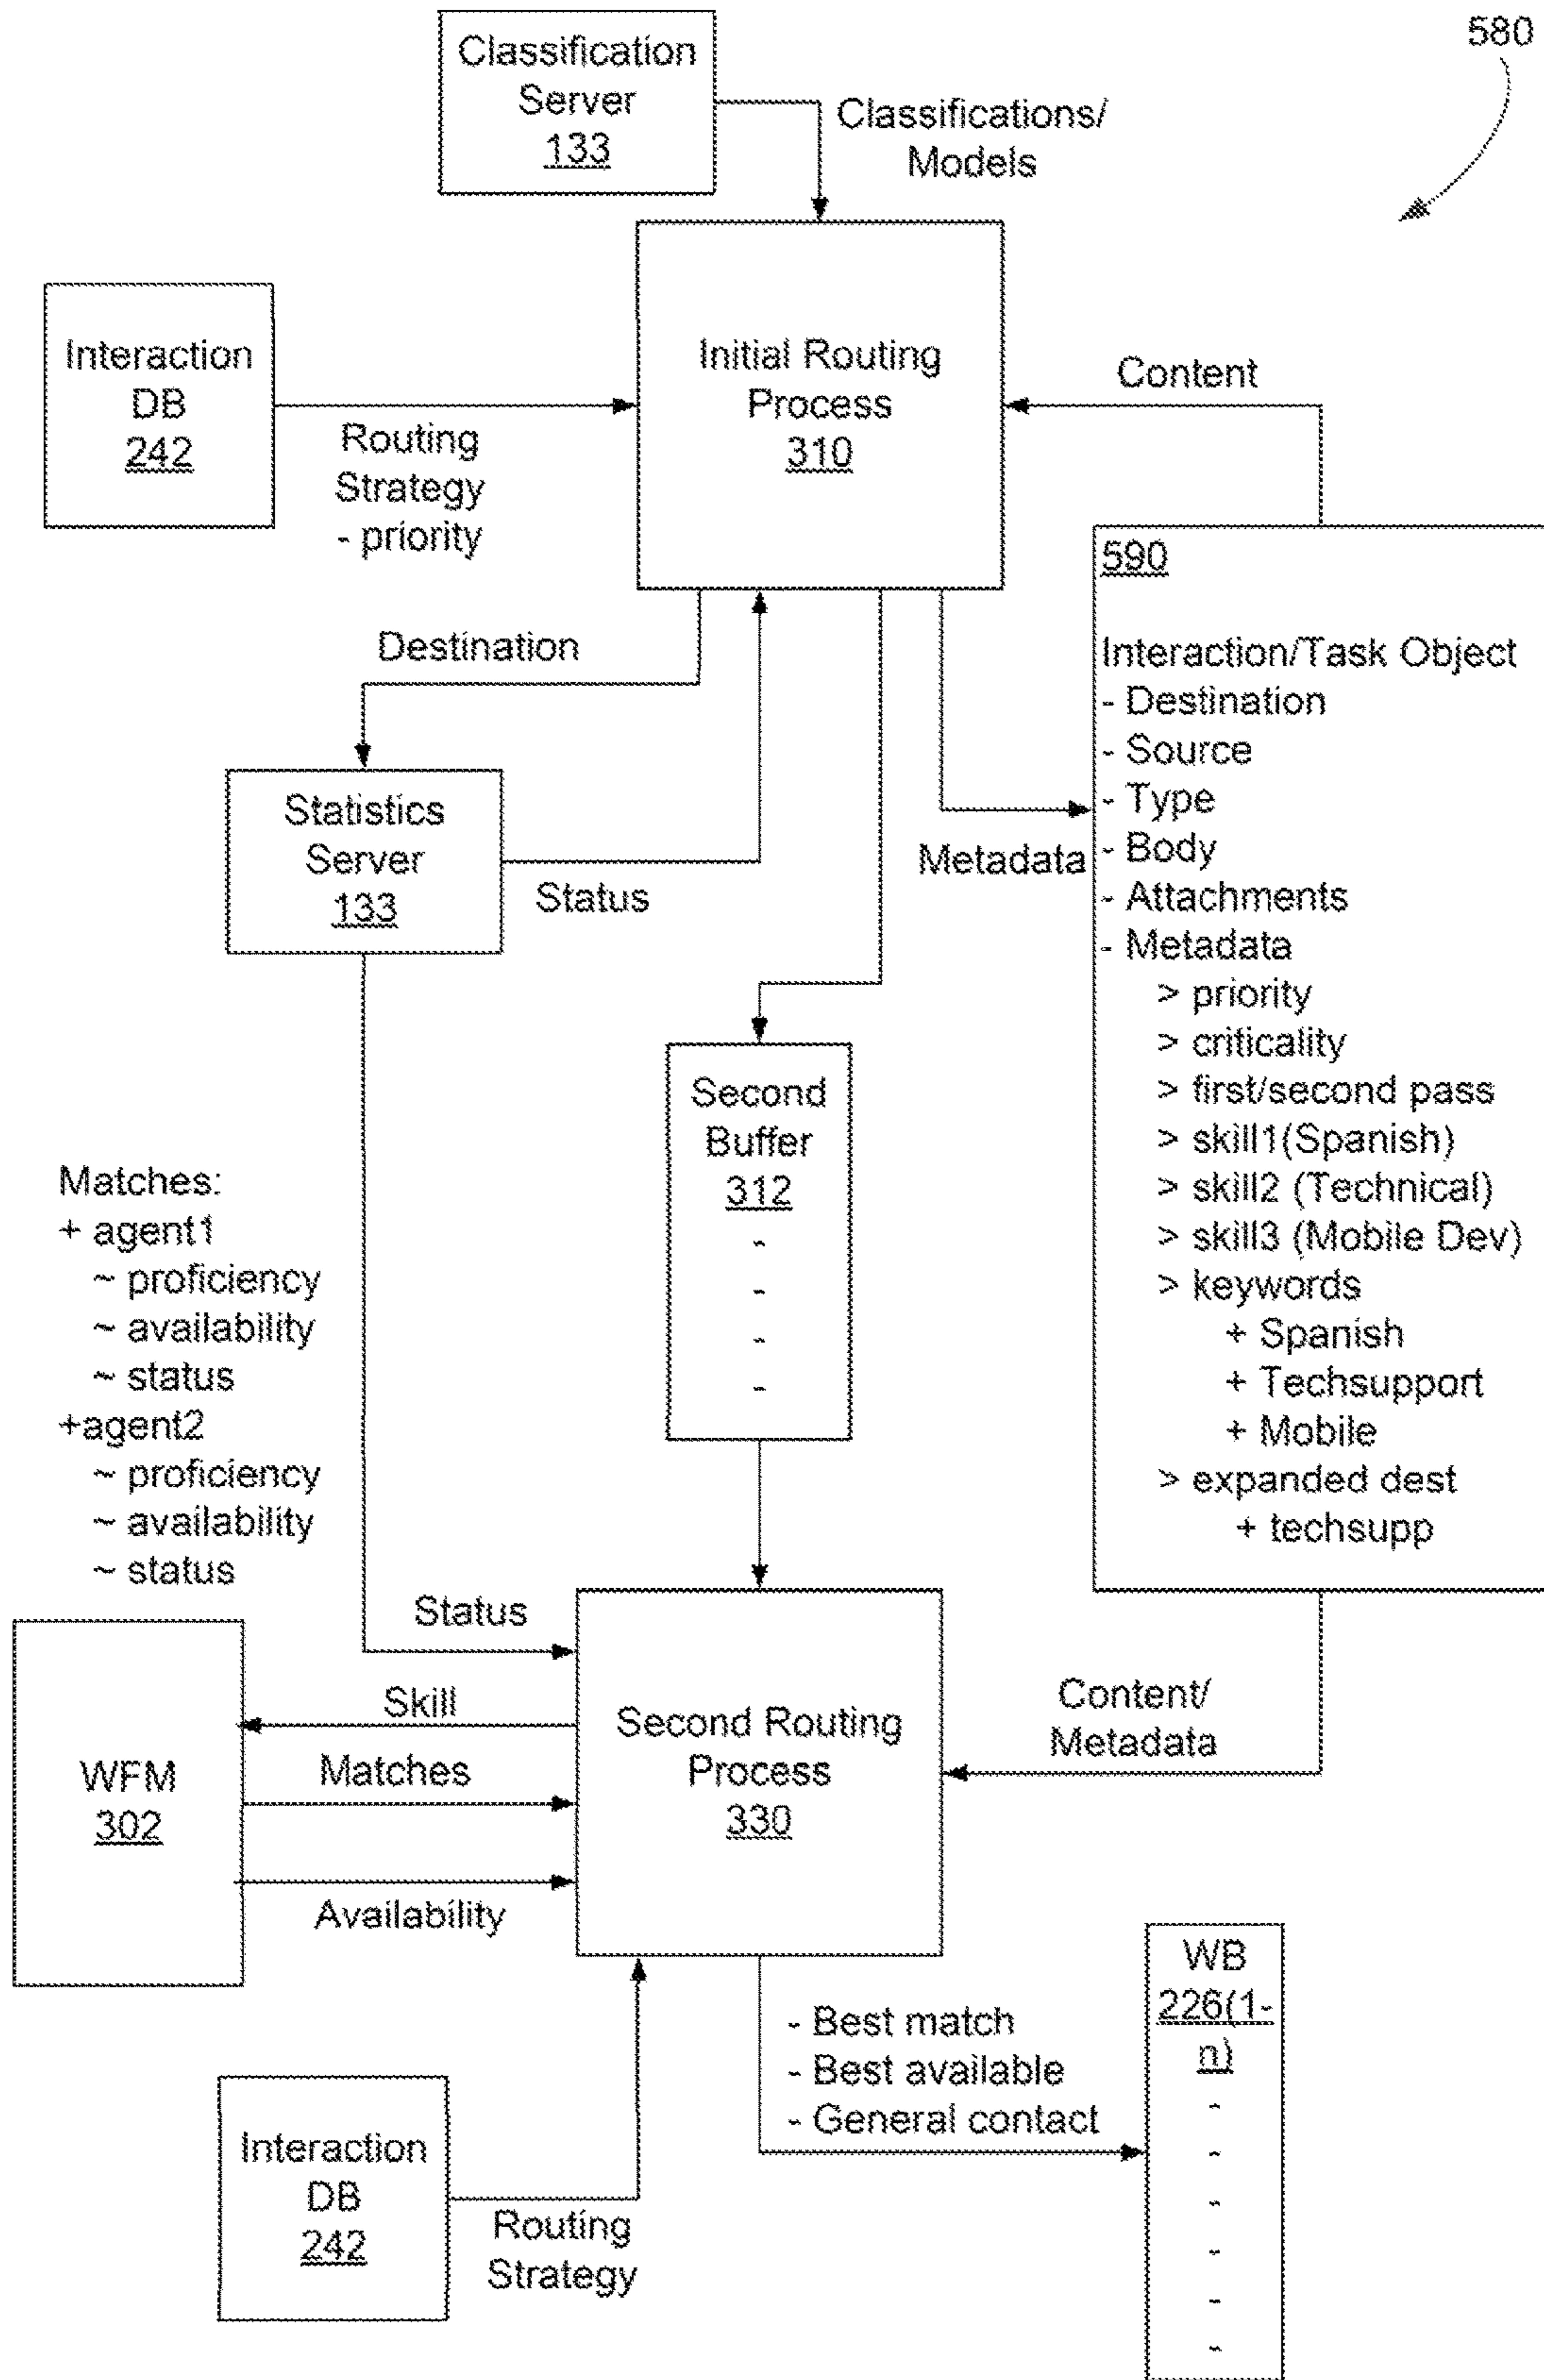 580
Classification
Server
133
Classifications/
Models
Interaction
DB
242
Routing
Strategy
- priority
Initial Routing
Process
310
Content
Destination
Statistics
Server
133
Status
Metadata
590
Interaction/Task Object
- Destination
- Source
- Type
- Body
- Attachments
- Metadata
> priority
> criticality
> first/second pass
> skill1(Spanish)
> skill2 (Technical)
> skill3 (Mobile Dev)
> keywords
+ Spanish
+ Techsupport
+ Mobile
> expanded dest
+ techsupp
Second
Buffer
312
-
-
-
-
Matches:
+ agent1
~ proficiency
~ availability
~ status
+agent2
~ proficiency
~ availability
~ status
Status
Skill
Matches
Availability
WFM
302
Second Routing
Process
330
Content/
Metadata
Interaction
DB
242
Routing
Strategy
- Best match
- Best available
- General contact
WB
226(1-
n)
-
-
-
-
-
-